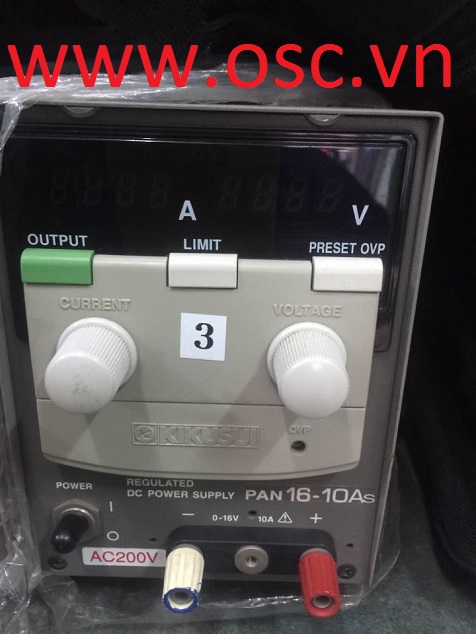 www.osc.vn
A
V
OUTPUT
LIMIT
PRESET OVP
CURRENT
VOLTAGE
3
KIKUSUI
OVP
REGULATED
DC POWER SUPPLY PAN 16-10As
POWER
I
O
− 0-16V 10A ⚠ +
AC200V